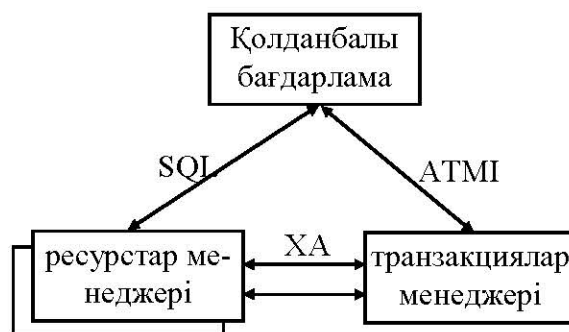 Қолданбалы
бағдарлама
SQL
ATMI
ресурстар ме-
неджері
XA
транзакциялар
менеджері